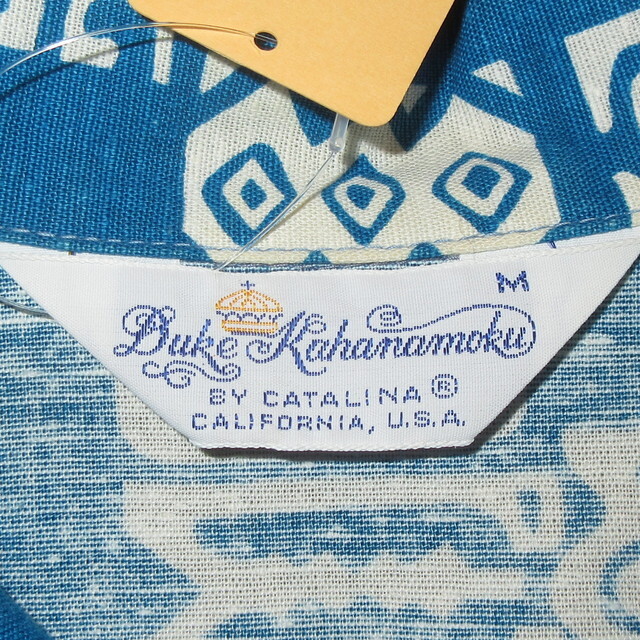 M
Duke Kahanamoku
BY CATALINA ®
CALIFORNIA, U.S.A.